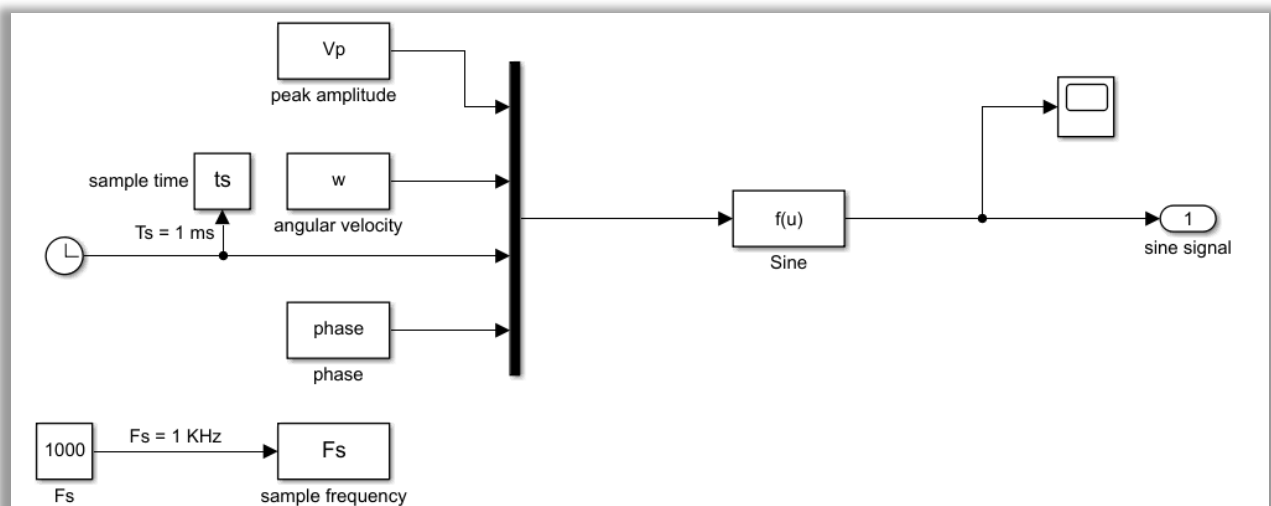 Vp
peak amplitude
sample time
ts
w
angular velocity
Ts = 1 ms
f(u)
Sine
1
sine signal
phase
phase
1000
Fs
Fs = 1 KHz
Fs
sample frequency